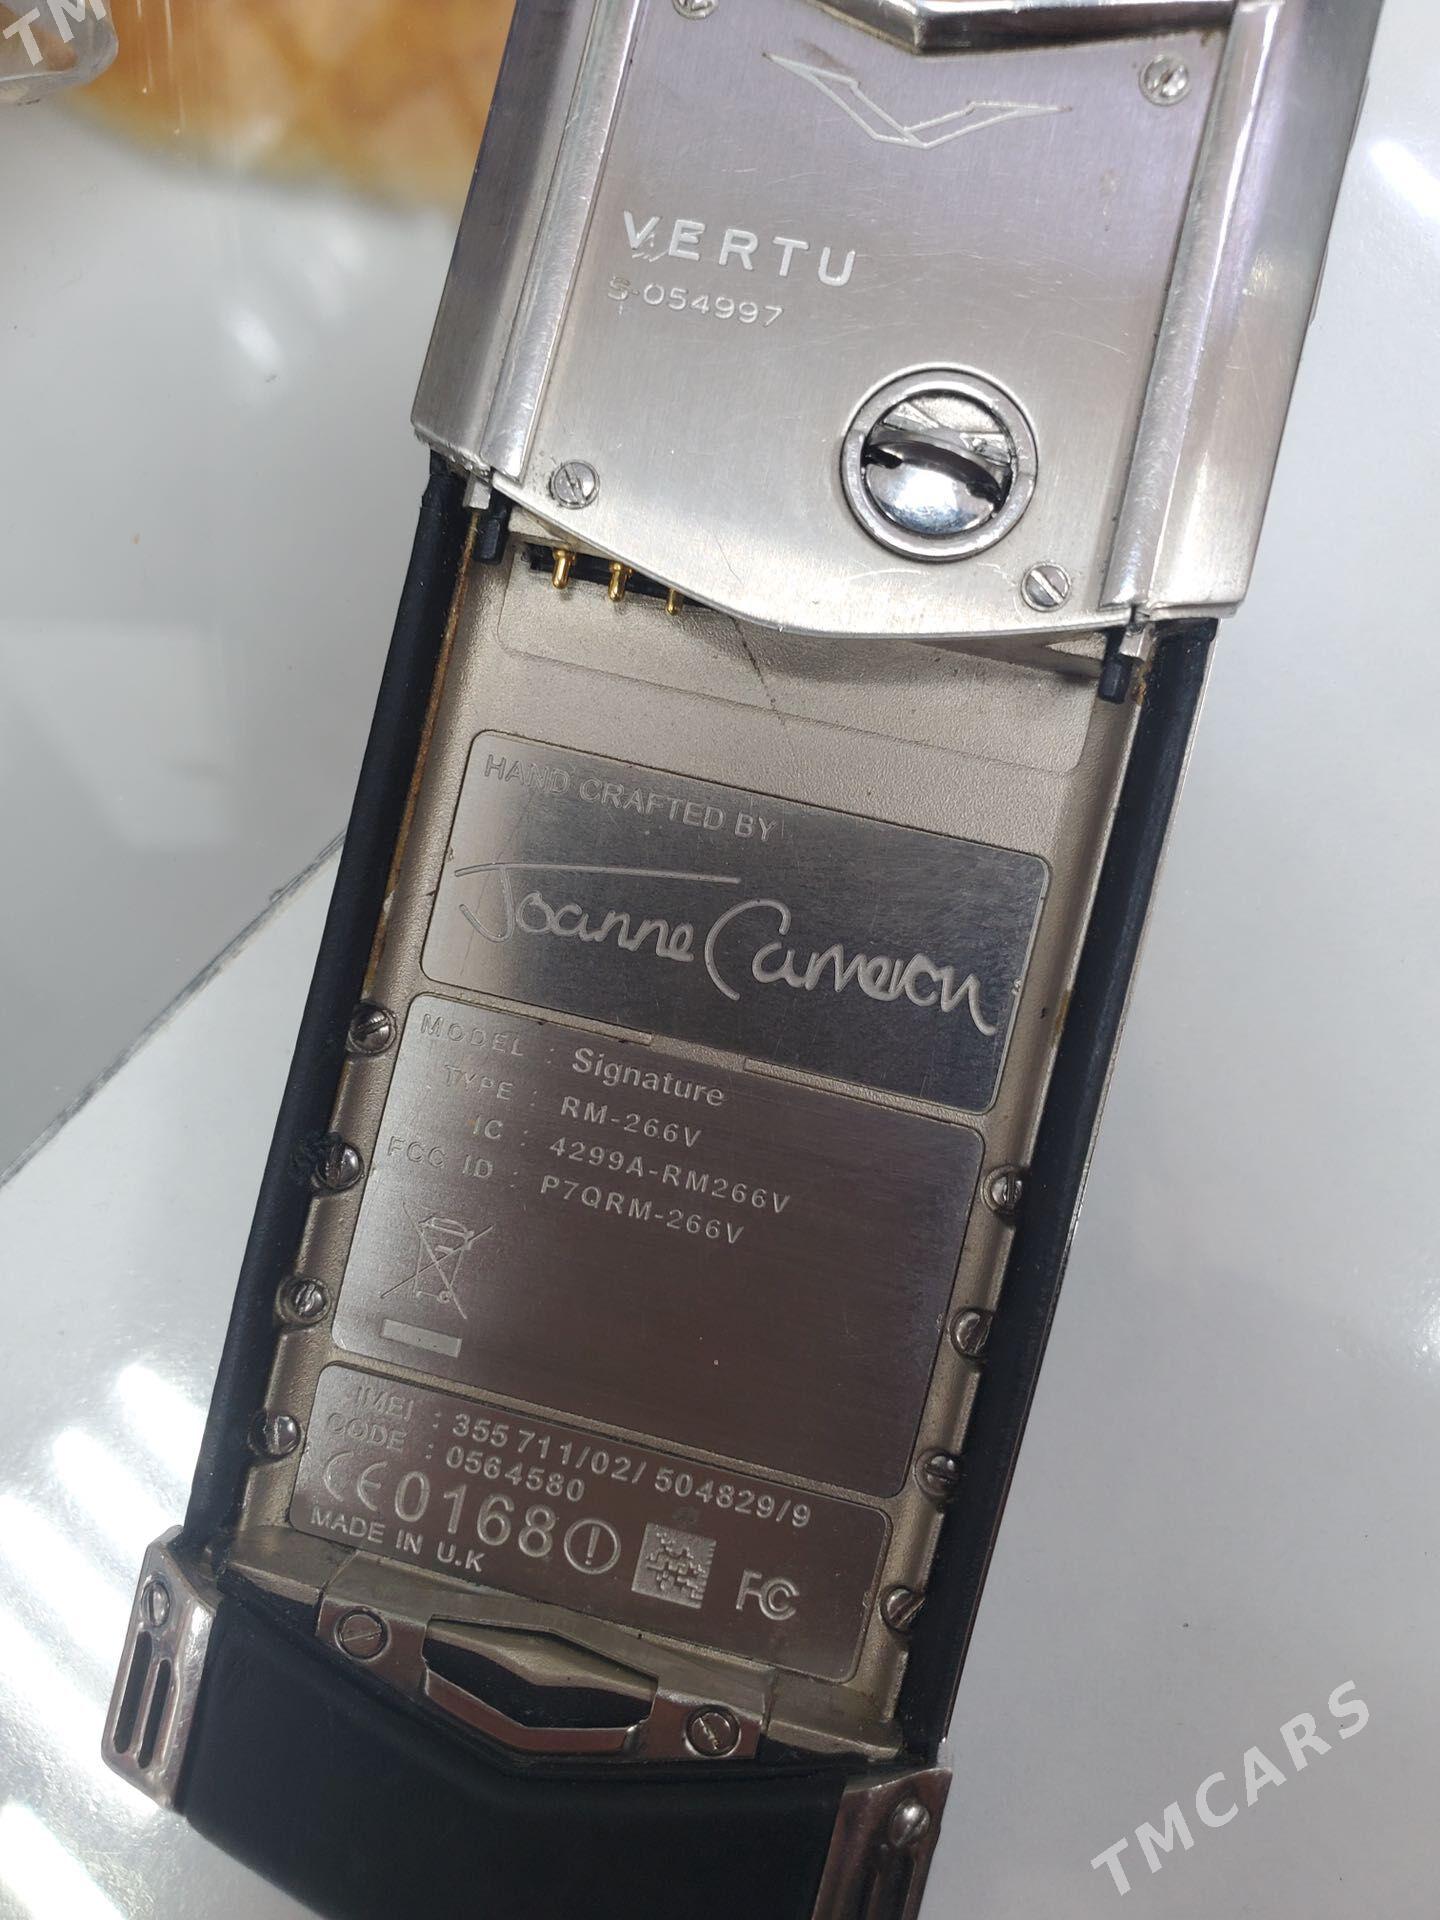 TM
VERTU
S-054997
HAND CRAFTED BY
Joanne Cameron
MODEL : Signature
TYPE : RM-266V
IC : 4299A-RM266V
FCC ID : P7QRM-266V
IMEI : 355711/02/504829/9
CODE : 0564580
CE0168
MADE IN U.K
FC
TMCARS